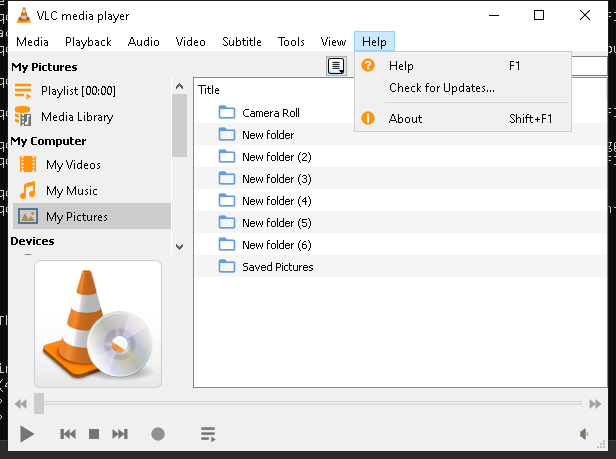 VLC media player
Media Playback Audio Video Subtitle Tools View Help
Help F1
Check for Updates...
About Shift+F1
My Pictures
Playlist [00:00]
Media Library
My Computer
My Videos
My Music
My Pictures
Devices
Title
Camera Roll
New folder
New folder (2)
New folder (3)
New folder (4)
New folder (5)
New folder (6)
Saved Pictures